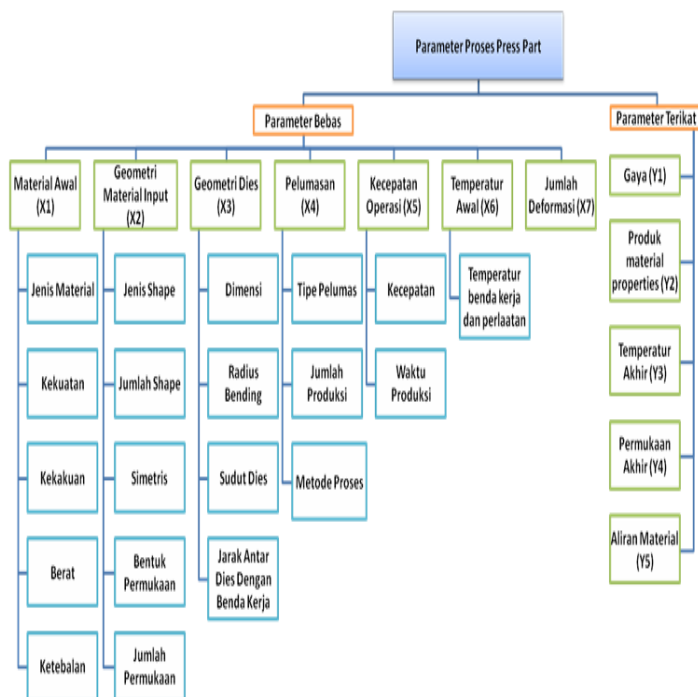 Parameter Proses Press Part
Parameter Bebas
Parameter Terikat
Material Awal
(X1)
Geometri
Material Input
(X2)
Geometri Dies
(X3)
Pelumasan
(X4)
Kecepatan
Operasi (X5)
Temperatur
Awal (X6)
Jumlah
Deformasi (X7)
Jenis Material
Kekuatan
Kekakuan
Berat
Ketebalan
Jenis Shape
Jumlah Shape
Simetris
Bentuk
Permukaan
Jumlah
Permukaan
Dimensi
Radius
Bending
Sudut Dies
Jarak Antar
Dies Dengan
Benda Kerja
Tipe Pelumas
Jumlah
Produksi
Metode Proses
Kecepatan
Waktu
Produksi
Temperatur
benda kerja
dan perlaatan
Gaya (Y1)
Produk
material
properties (Y2)
Temperatur
Akhir (Y3)
Permukaan
Akhir (Y4)
Aliran Material
(Y5)